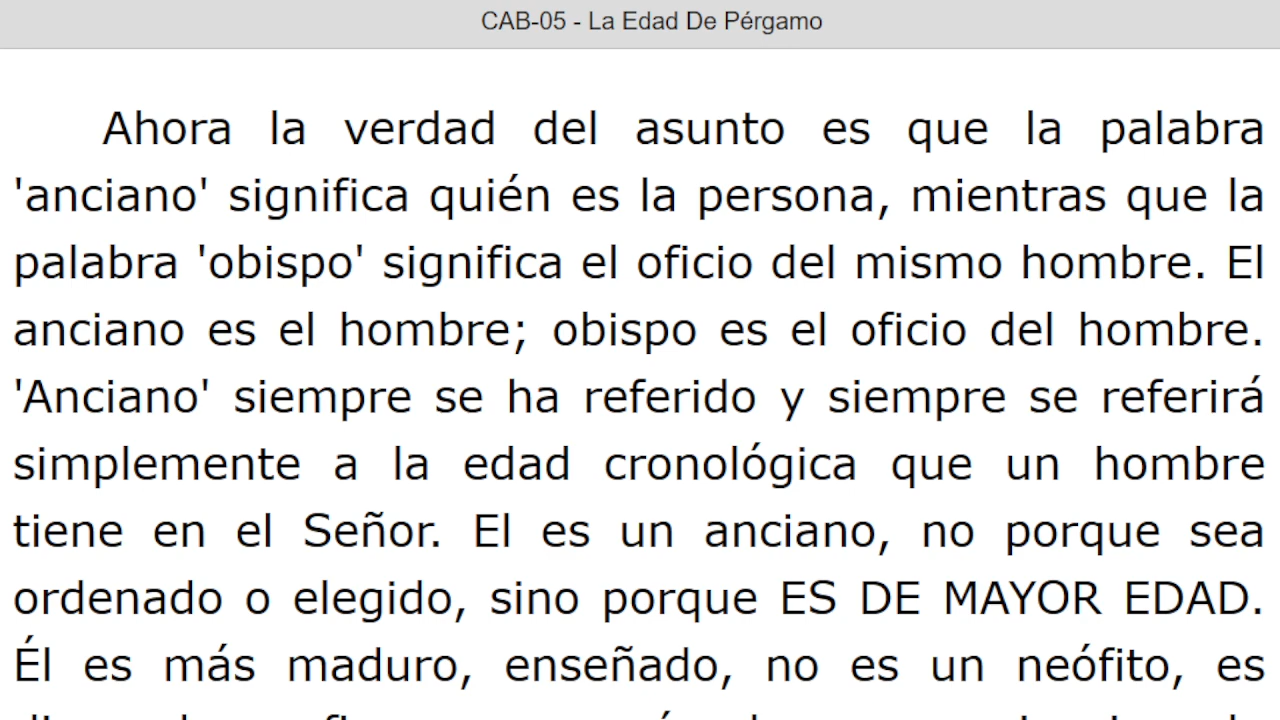 CAB-05 - La Edad De Pérgamo
Ahora la verdad del asunto es que la palabra
'anciano' significa quién es la persona, mientras que la
palabra 'obispo' significa el oficio del mismo hombre. El
anciano es el hombre; obispo es el oficio del hombre.
'Anciano' siempre se ha referido y siempre se referirá
simplemente a la edad cronológica que un hombre
tiene en el Señor. El es un anciano, no porque sea
ordenado o elegido, sino porque ES DE MAYOR EDAD.
Él es más maduro, enseñado, no es un neófito, es